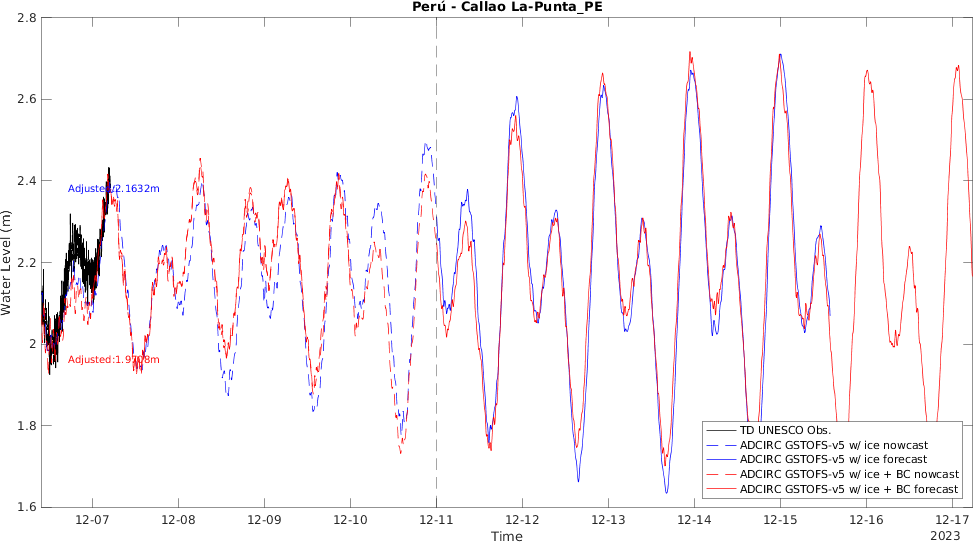 Perú - Callao La-Punta_PE
2.8
2.6
2.4
2.2
2
1.8
1.6
Water Level (m)
Adjusted:2.1632m
Adjusted:1.9708m
TD UNESCO Obs.
ADCIRC GSTOFS-v5 w/ ice nowcast
ADCIRC GSTOFS-v5 w/ ice forecast
ADCIRC GSTOFS-v5 w/ ice + BC nowcast
ADCIRC GSTOFS-v5 w/ ice + BC forecast
12-07 12-08 12-09 12-10 12-11 12-12 12-13 12-14 12-15 12-16 12-17
Time
2023